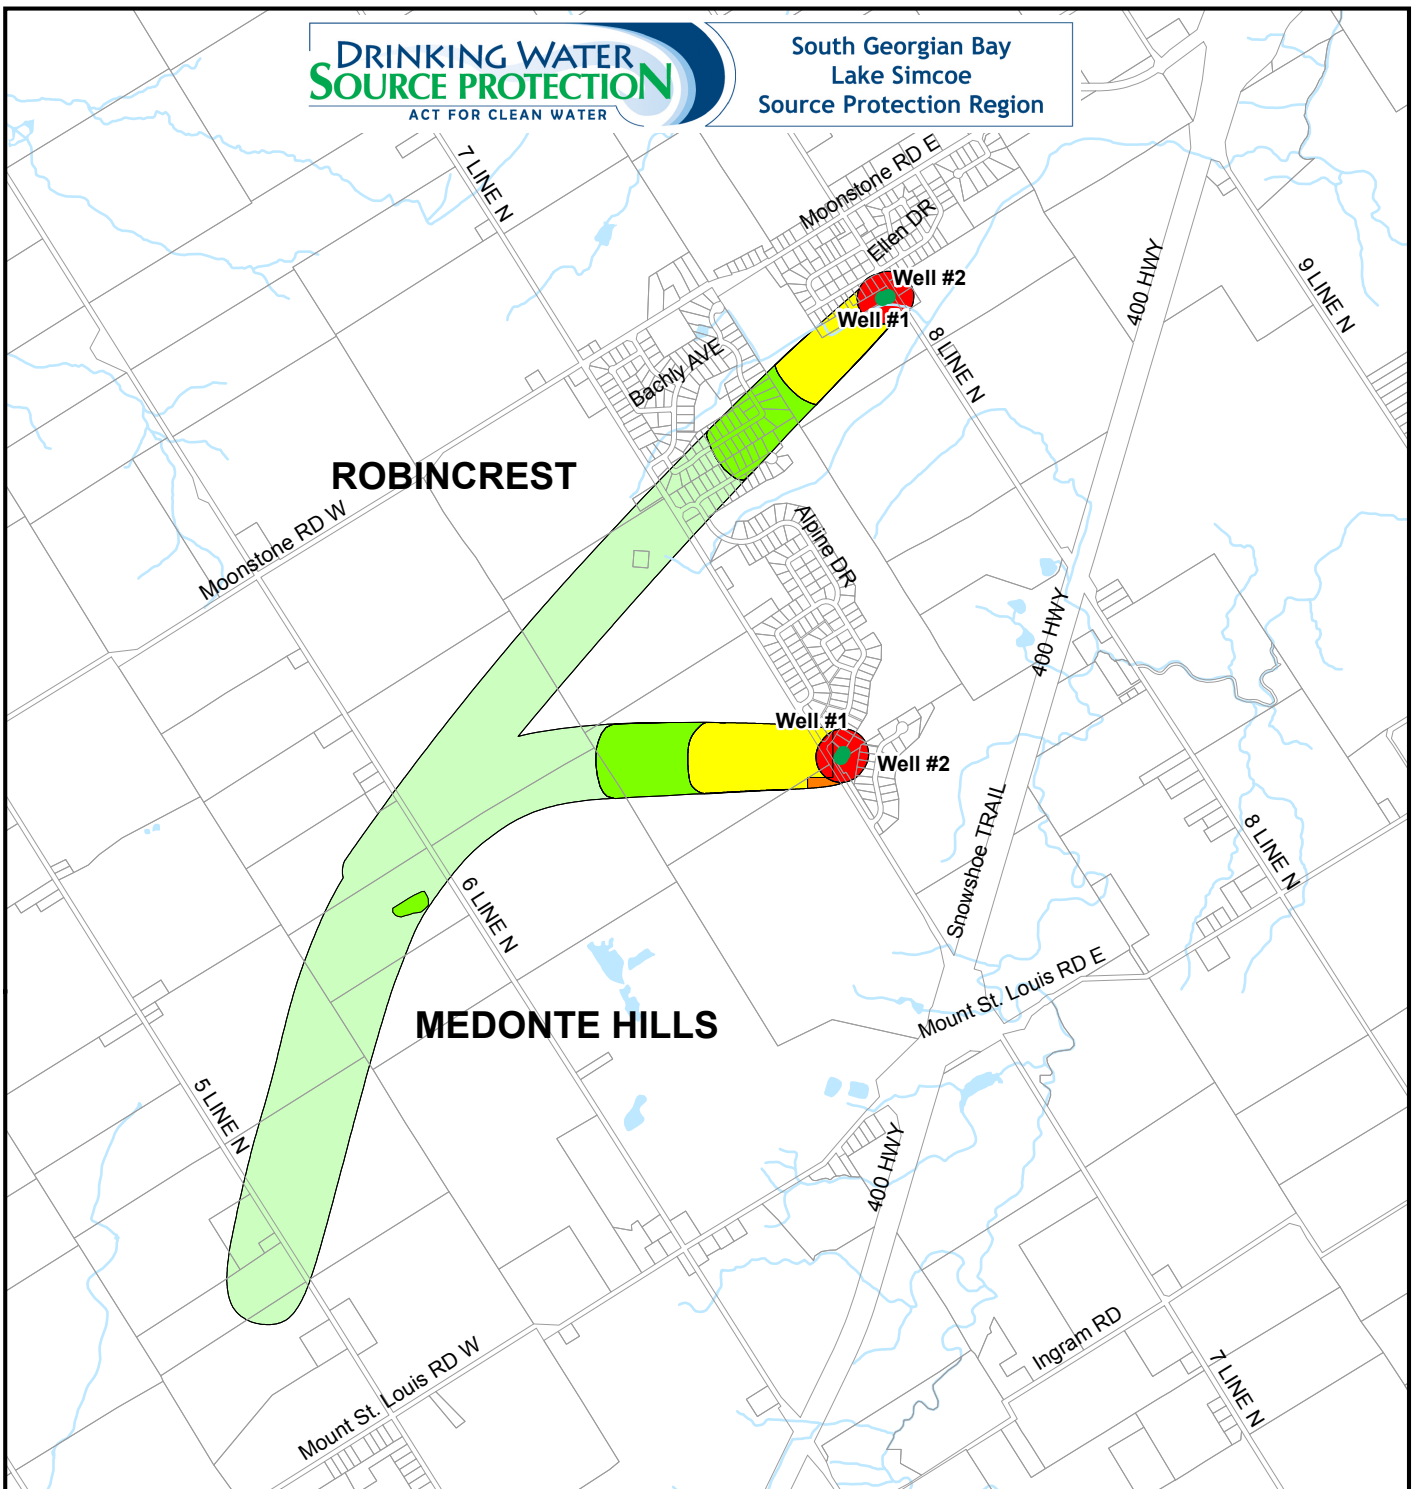 DRINKING WATER
SOURCE PROTECTION
ACT FOR CLEAN WATER
South Georgian Bay
Lake Simcoe
Source Protection Region
7 LINE N
Moonstone RD E
Ellen DR
Well #2
Well #1
400 HWY
9 LINE N
8 LINE N
Bachly AVE
ROBINCREST
Moonstone RD W
Alpine DR
400 HWY
Well #1
Well #2
Snowshoe TRAIL
8 LINE N
6 LINE N
Mount St. Louis RD E
MEDONTE HILLS
5 LINE N
400 HWY
Ingram RD
Mount St. Louis RD W
7 LINE N